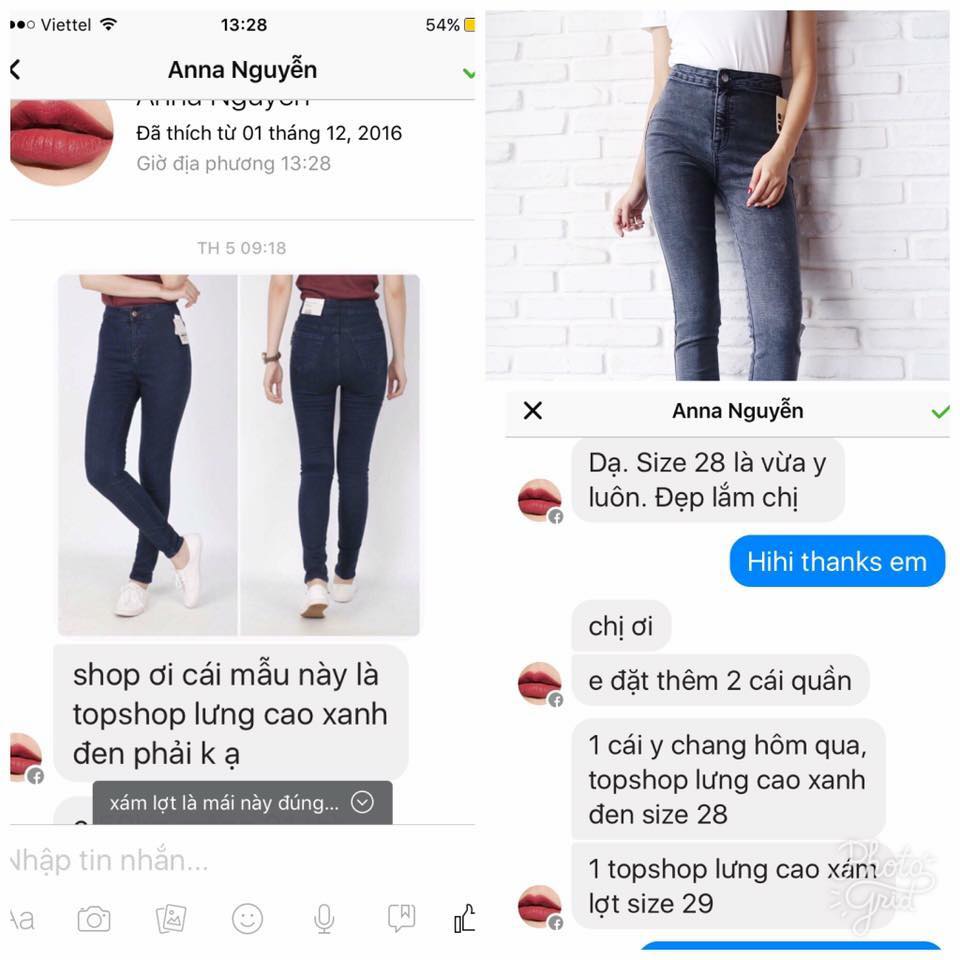 Viettel
13:28
54%
Anna Nguyễn
Anna Nguyễn
Đã thích từ 01 tháng 12, 2016
Giờ địa phương 13:28
TH 5 09:18
shop ơi cái mẫu này là
topshop lưng cao xanh
đen phải k ạ
xám lợt là mái này đúng...
Nhập tin nhắn...
Aa
Anna Nguyễn
Dạ. Size 28 là vừa y
luôn. Đẹp lắm chị
Hihi thanks em
chị ơi
e đặt thêm 2 cái quần
1 cái y chang hôm qua,
topshop lưng cao xanh
đen size 28
1 topshop lưng cao xám
lợt size 29
Photo
Grid